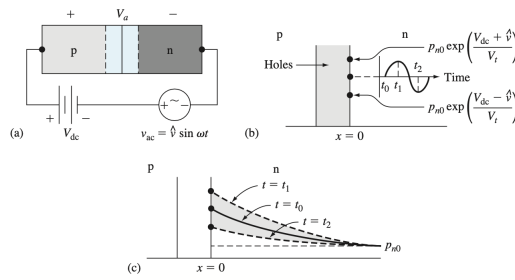 + V_a −
p n
+ −
V_dc
+ ~ −
v_ac = v̂ sin ωt
(a)
p n
Holes
p_n0 exp((V_dc + v̂)/V_t)
t_0 t_1 t_2
Time
p_n0 exp((V_dc − v̂)/V_t)
x = 0
(b)
p n
t = t_1
t = t_0
t = t_2
p_n0
x = 0
(c)